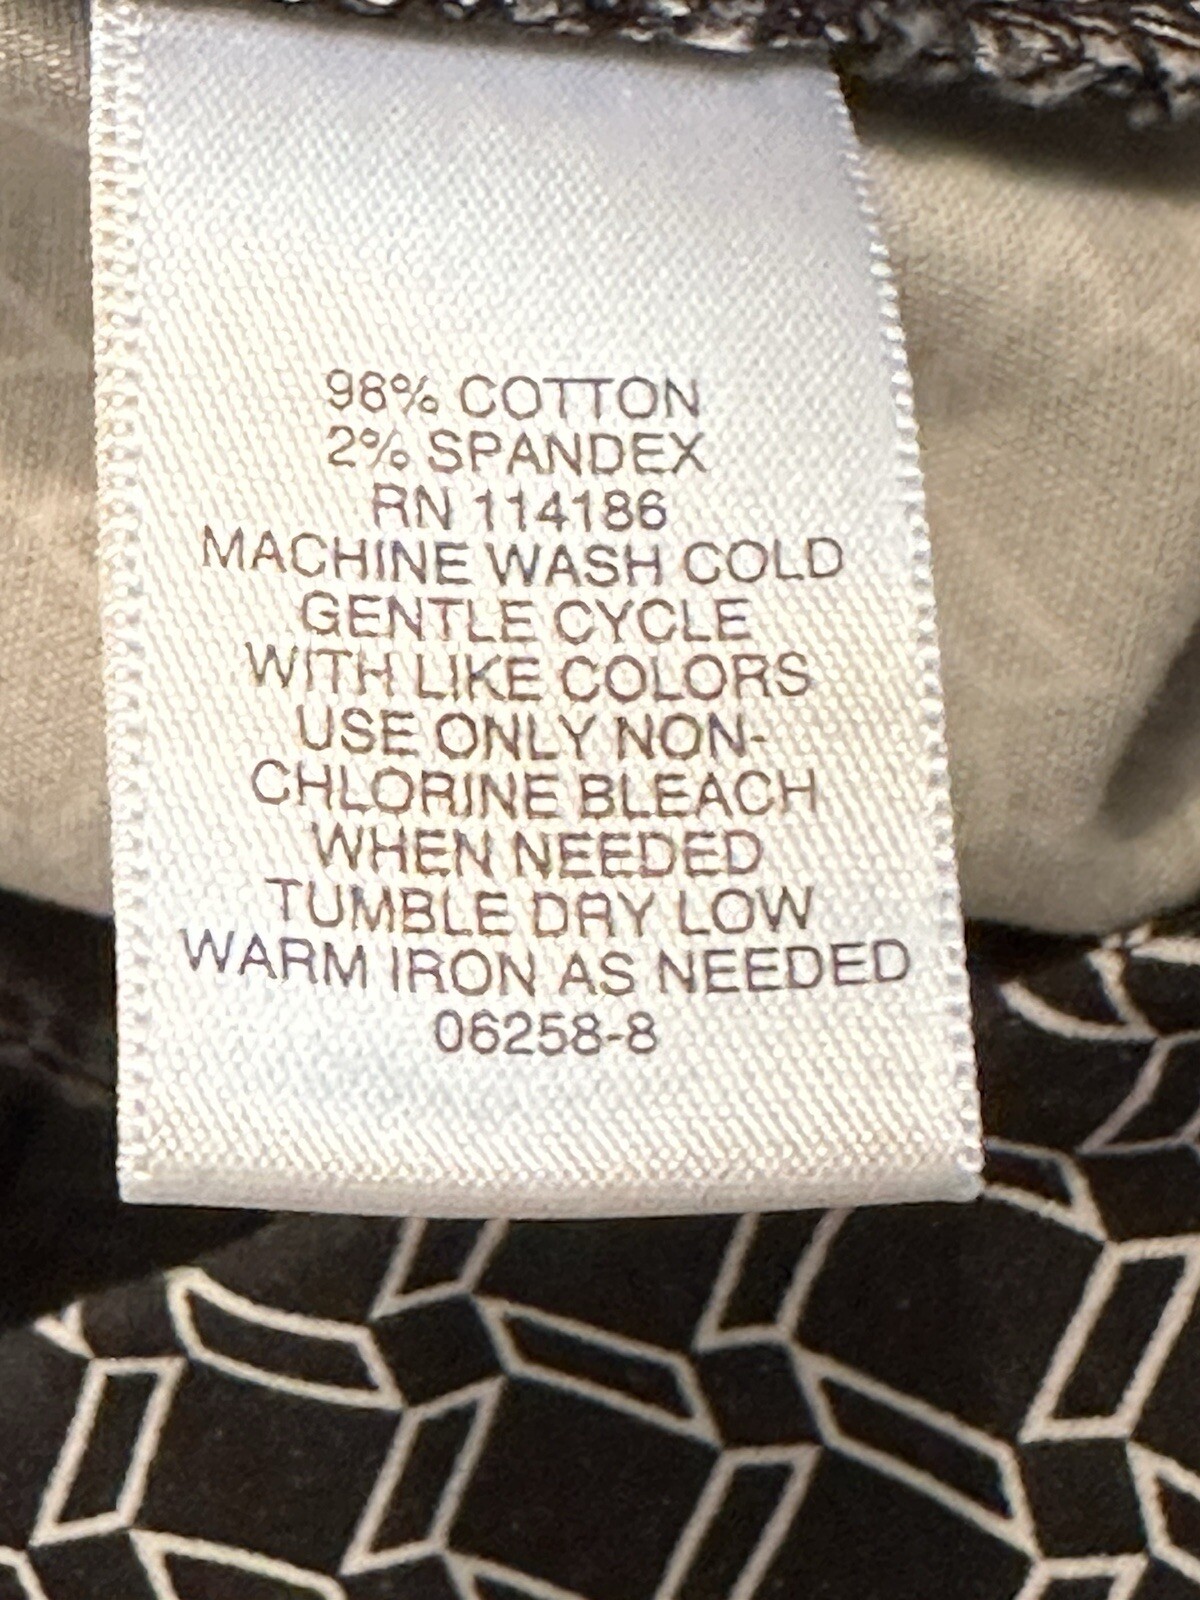 98% COTTON
2% SPANDEX
RN 114186
MACHINE WASH COLD
GENTLE CYCLE
WITH LIKE COLORS
USE ONLY NON-
CHLORINE BLEACH
WHEN NEEDED
TUMBLE DRY LOW
WARM IRON AS NEEDED
06258-8